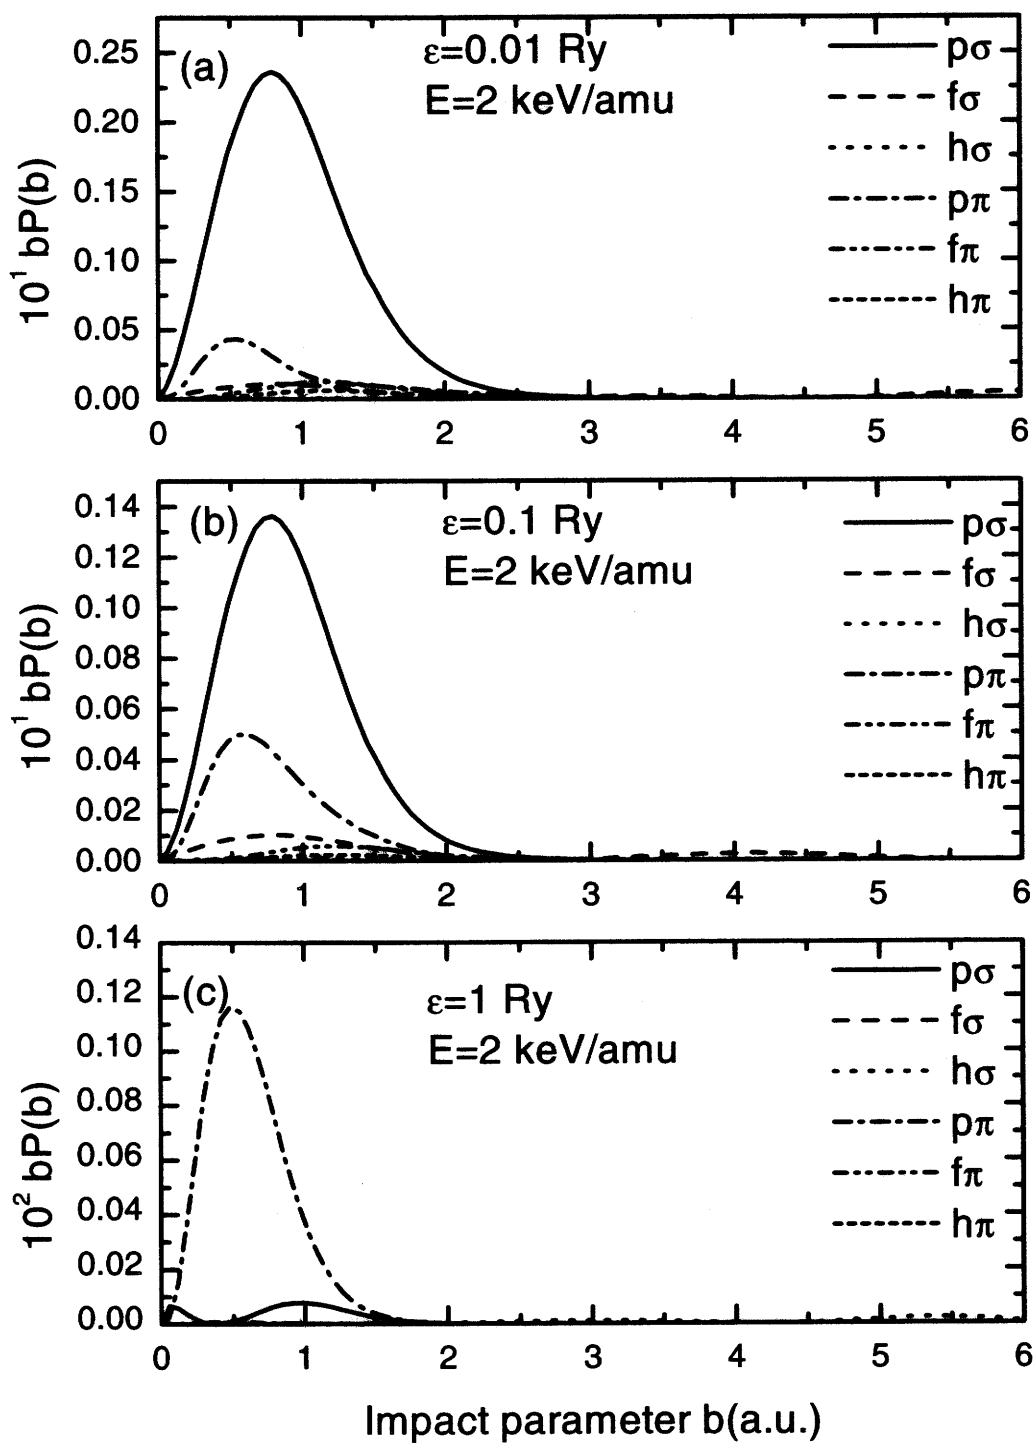 (a)
ε=0.01 Ry
E=2 keV/amu
pσ
fσ
hσ
pπ
fπ
hπ
0.25
0.20
0.15
0.10
0.05
0.00
10¹ bP(b)
0 1 2 3 4 5 6
(b)
ε=0.1 Ry
E=2 keV/amu
pσ
fσ
hσ
pπ
fπ
hπ
0.14
0.12
0.10
0.08
0.06
0.04
0.02
0.00
10¹ bP(b)
0 1 2 3 4 5 6
(c)
ε=1 Ry
E=2 keV/amu
pσ
fσ
hσ
pπ
fπ
hπ
0.14
0.12
0.10
0.08
0.06
0.04
0.02
0.00
10² bP(b)
0 1 2 3 4 5 6
Impact parameter b(a.u.)